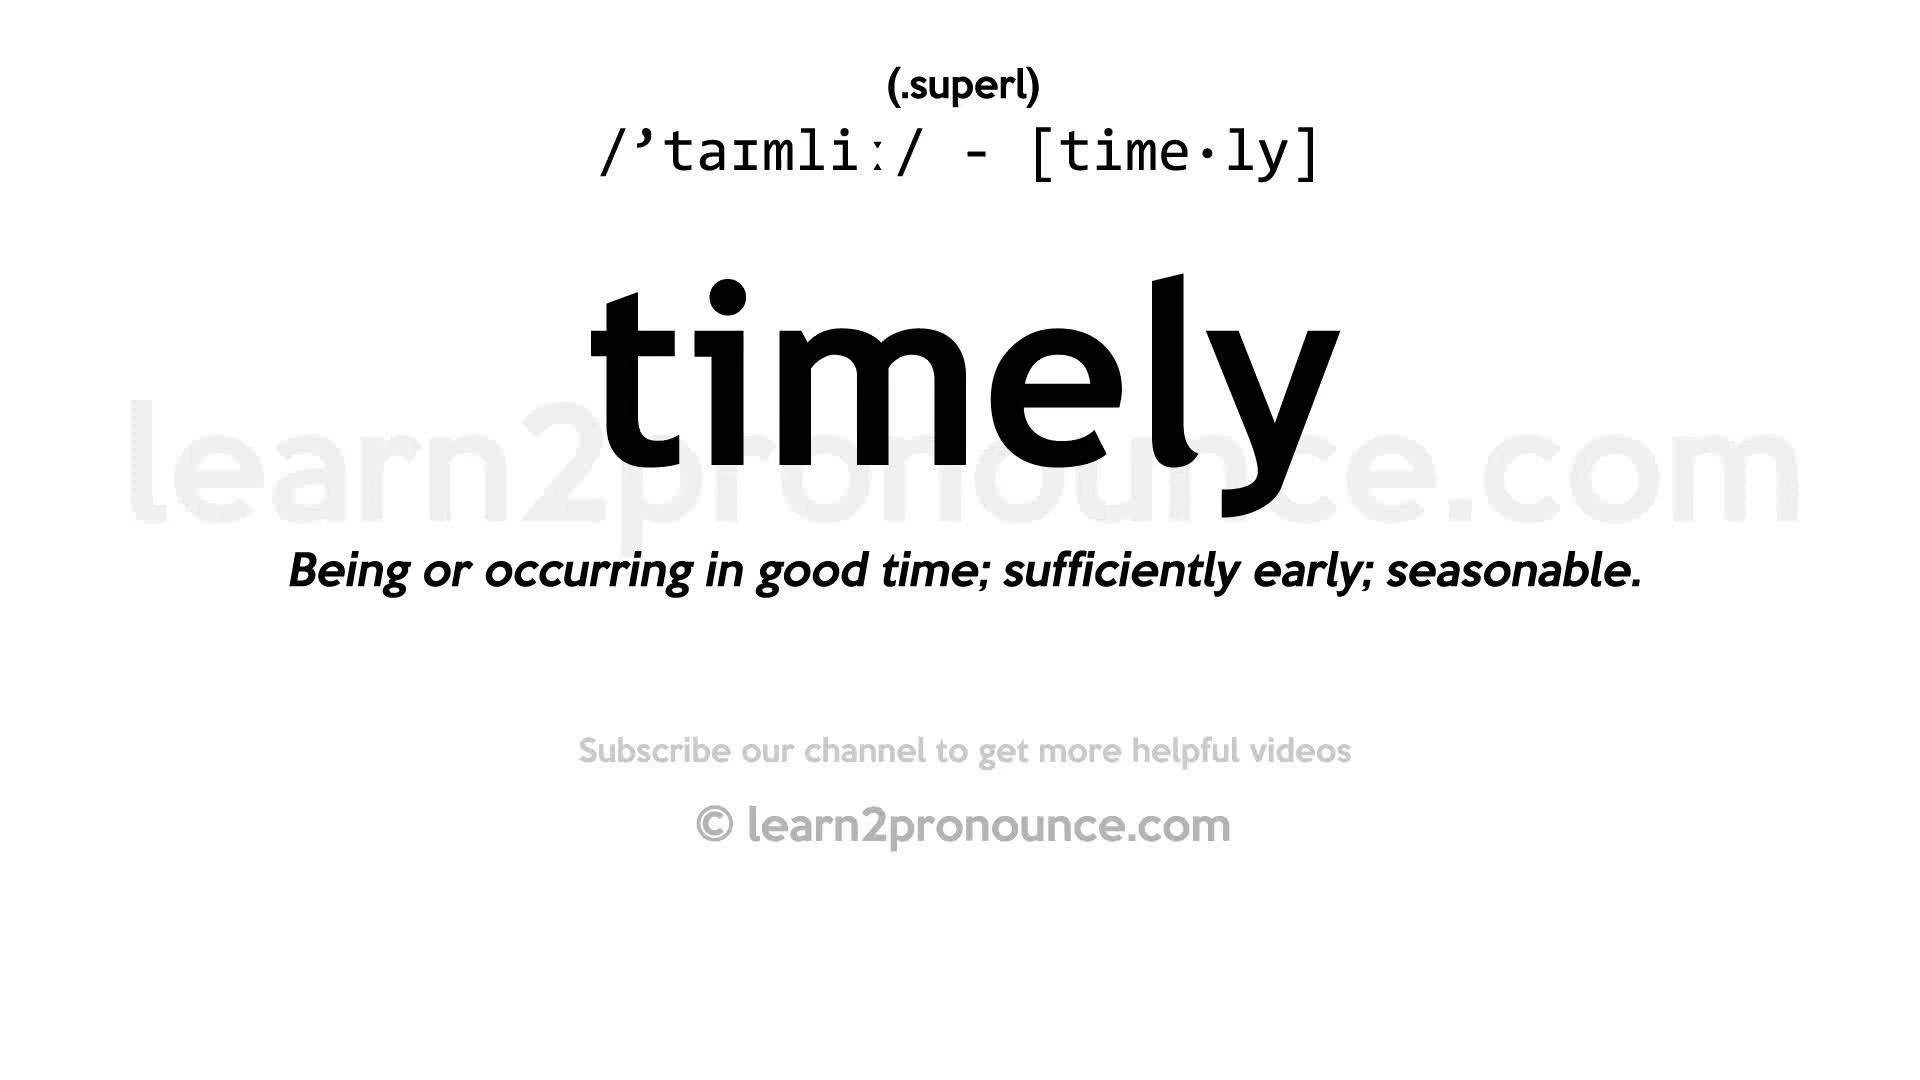 (.superl)
/’taɪmliː/ - [time·ly]
timely
learn2pronounce.com
Being or occurring in good time; sufficiently early; seasonable.
Subscribe our channel to get more helpful videos
© learn2pronounce.com